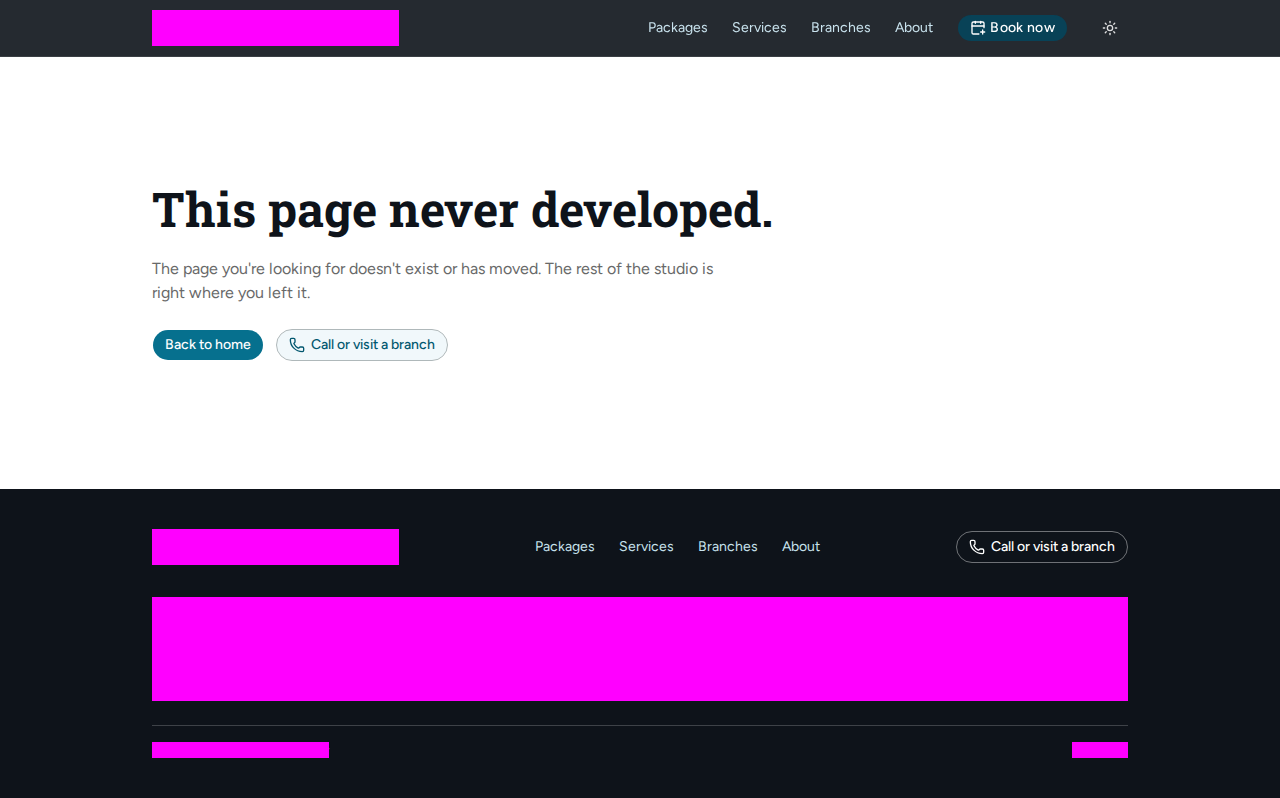 Packages Services Branches About Book now
This page never developed.
The page you're looking for doesn't exist or has moved. The rest of the studio is
right where you left it.
Back to home Call or visit a branch
Packages Services Branches About Call or visit a branch